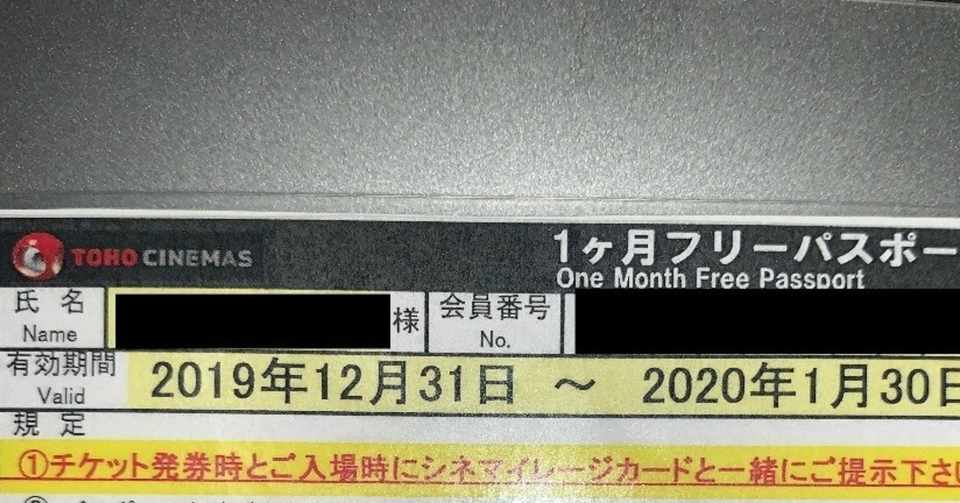 TOHO CINEMAS
1ヶ月フリーパスポー
One Month Free Passport
氏 名
Name
様
会員番号
No.
有効期間
Valid
2019年12月31日 ~ 2020年1月30日
規 定
①チケット発券時とご入場時にシネマイレージカードと一緒にご提示下さい